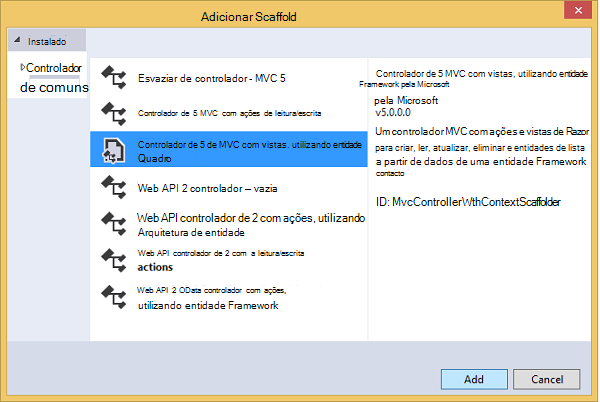 Adicionar Scaffold
Instalado
Controlador
de comuns
Esvaziar de controlador - MVC 5
Controlador de 5 MVC com ações de leitura/escrita
Controlador de 5 de MVC com vistas. utilizando entidade
Quadro
Web API 2 controlador – vazia
Web API controlador de 2 com ações, utilizando
Arquitetura de entidade
Web API controlador de 2 com a leitura/escrita
actions
Web API 2 OData controlador com ações,
utilizando entidade Framework
Controlador de 5 MVC com vistas, utilizando entidade
Framework pela Microsoft
pela Microsoft
v5.0.0.0
Um controlador MVC com ações e vistas de Razor
para criar, ler, atualizar, eliminar e entidades de lista
a partir de dados de uma entidade Framework
contacto
ID: MvcControllerWthContextScaffolder
Add
Cancel